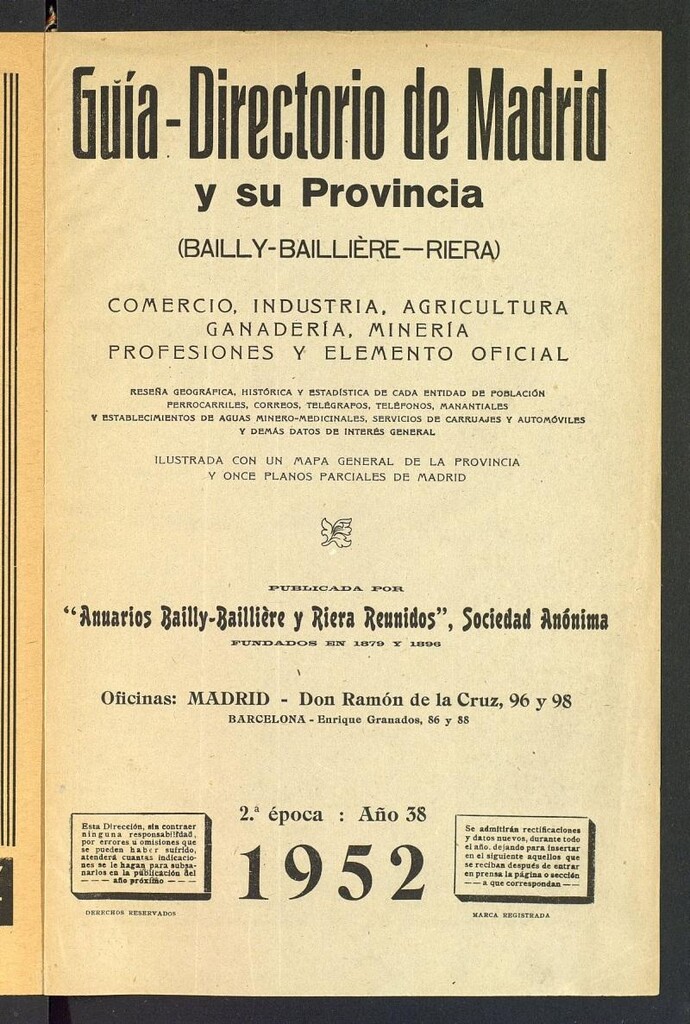 Guía-Directorio de Madrid
y su Provincia
(BAILLY-BAILLIÈRE—RIERA)
COMERCIO, INDUSTRIA, AGRICULTURA
GANADERÍA, MINERÍA
PROFESIONES Y ELEMENTO OFICIAL
RESEÑA GEOGRÁFICA, HISTÓRICA Y ESTADÍSTICA DE CADA ENTIDAD DE POBLACIÓN
FERROCARRILES, CORREOS, TELÉGRAFOS, TELÉFONOS, MANANTIALES
Y ESTABLECIMIENTOS DE AGUAS MINERO-MEDICINALES, SERVICIOS DE CARRUAJES Y AUTOMÓVILES
Y DEMÁS DATOS DE INTERÉS GENERAL
ILUSTRADA CON UN MAPA GENERAL DE LA PROVINCIA
Y ONCE PLANOS PARCIALES DE MADRID
PUBLICADA POR
“Anuarios Bailly-Baillière y Riera Reunidos”, Sociedad Anónima
FUNDADOS EN 1879 Y 1896
Oficinas: MADRID - Don Ramón de la Cruz, 96 y 98
BARCELONA - Enrique Granados, 86 y 88
2.ª época : Año 38
1952
Esta Dirección, sin contraer
ninguna responsabilidad,
por errores u omisiones que
se pueden haber sufrido,
atenderá cuantas indicacio-
nes se le hagan para subsa-
narlos en la publicación del
—— año próximo ——
DERECHOS RESERVADOS
Se admitirán rectificaciones
y datos nuevos, durante todo
el año, dejando para insertar
en el siguiente aquellos que
se reciban después de entrar
en prensa la página o sección
— a que correspondan —
MARCA REGISTRADA